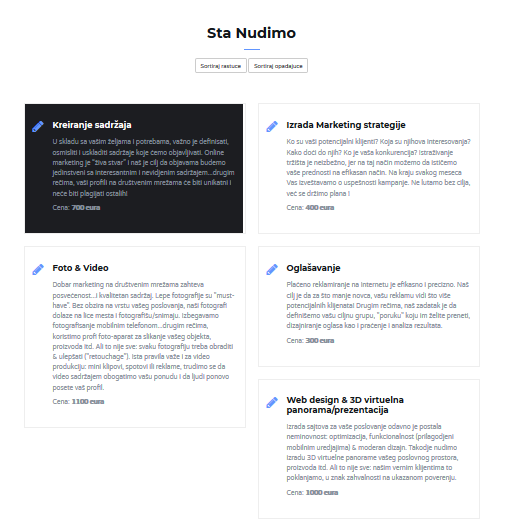 Sta Nudimo
Sortiraj rastuce
Sortiraj opadajuce
Kreiranje sadržaja
U skladu sa vašim željama i potrebama, važno je definisati,
osmisliti i uskladiti sadržaje koje ćemo objavljivati. Online
marketing je "živa stvar" i naš je cilj da objavama budemo
jedinstveni sa interesantnim i nevidjenim sadržajem...drugim
rečima, vaši profili na društvenim mrežama će biti unikatni i
neće biti plagijati ostalih!
Cena: 700 eura
Izrada Marketing strategije
Ko su vaši potencijalni klijenti? Koja su njihova interesovanja?
Kako doći do njih? Ko je vaša konkurencija? Istraživanje
tržišta je neizbežno, jer na taj način možemo da ističemo
vaše prednosti na efikasan način. Na kraju svakog meseca
Vas izveštavamo o uspešnosti kampanje. Ne lutamo bez cilja,
već se držimo plana !
Cena: 400 eura
Foto & Video
Dobar marketing na društvenim mrežama zahteva
posvećenost...i kvalitetan sadržaj. Lepe fotografije su "must-
have". Bez obzira na vrstu vašeg poslovanja, naši fotografi
dolaze na lice mesta i fotografišu/snimaju. Izbegavamo
fotografisanje mobilnim telefonom...drugim rečima,
koristimo profi foto-aparat za slikanje vašeg objekta,
proizvoda itd. Ali to nije sve: svaku fotografiju treba obraditi
& ulepšati ("retouchage"). Ista pravila važe i za video
produkciju: mini klipovi, spotovi ili reklame, trudimo se da
video sadržajem obogatimo vašu ponudu i da ljudi ponovo
posete vaš profil.
Cena: 1100 eura
Oglašavanje
Plaćeno reklamiranje na internetu je efikasno i precizno. Naš
cilj je da za što manje novca, vašu reklamu vidi što više
potencijalnih klijenata! Drugim rečima, naš zadatak je da
definišemo vašu ciljnu grupu, "poruku" koju im želite preneti,
dizajniranje oglasa kao i praćenje i analiza rezultata.
Cena: 300 eura
Web design & 3D virtuelna
panorama/prezentacija
Izrada sajtova za vaše poslovanje odavno je postala
neminovnost: optimizacija, funkcionalnost (prilagodjeni
mobilnim uredjajima) & moderan dizajn. Takodje nudimo
izradu 3D virtuelne panorame vašeg poslovnog prostora,
proizvoda itd. Ali to nije sve: našim vernim klijentima to
poklanjamo, u znak zahvalnosti na ukazanom poverenju.
Cena: 1000 eura